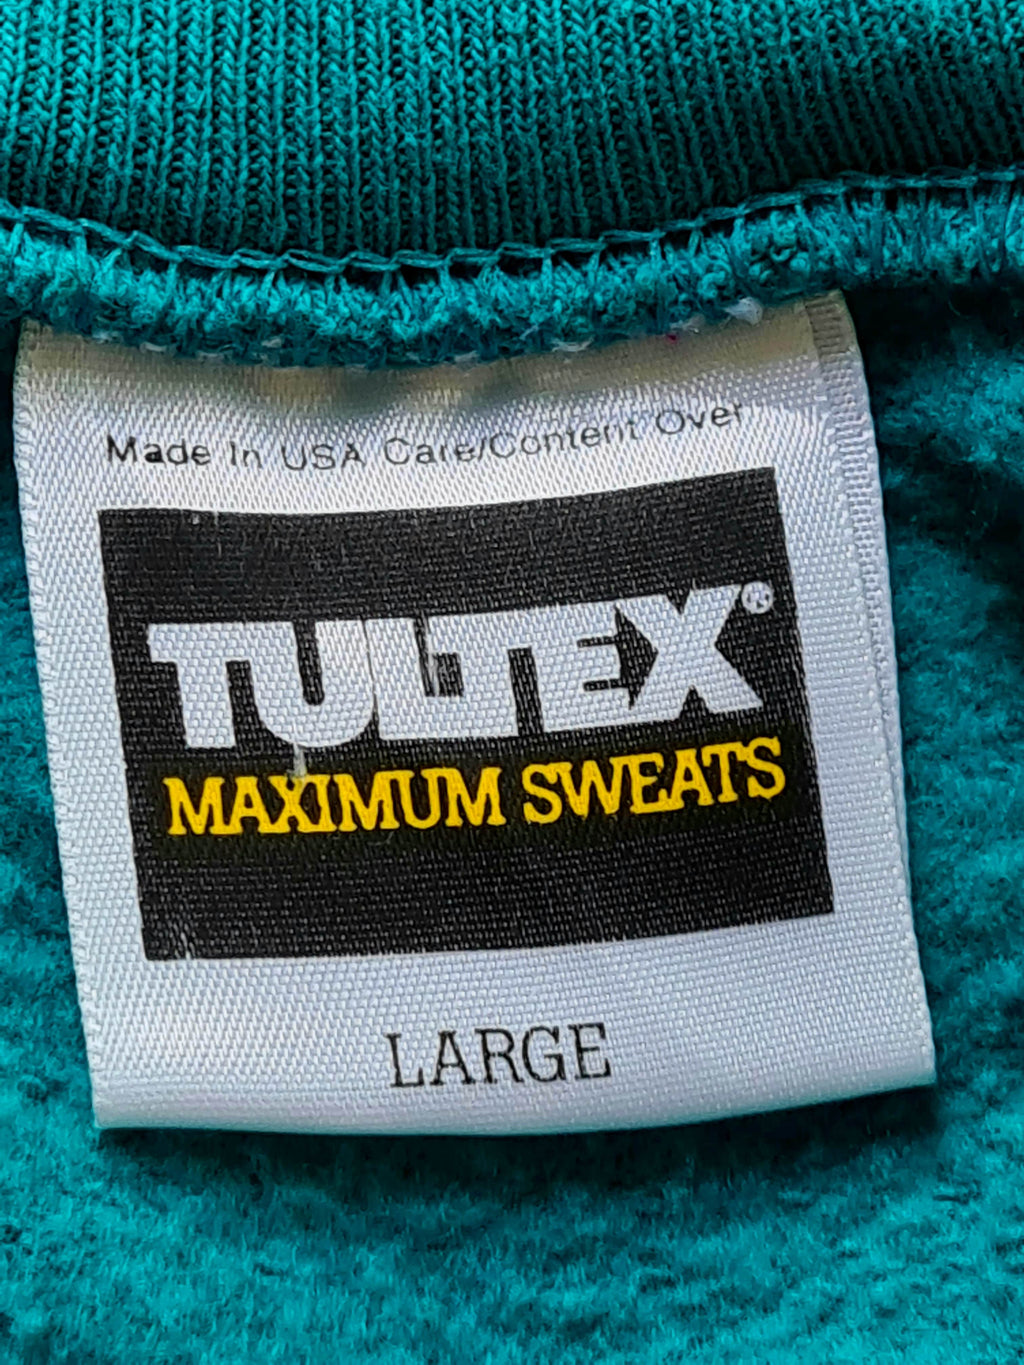 Made In USA Care/Content Over
TULTEX®
MAXIMUM SWEATS
LARGE